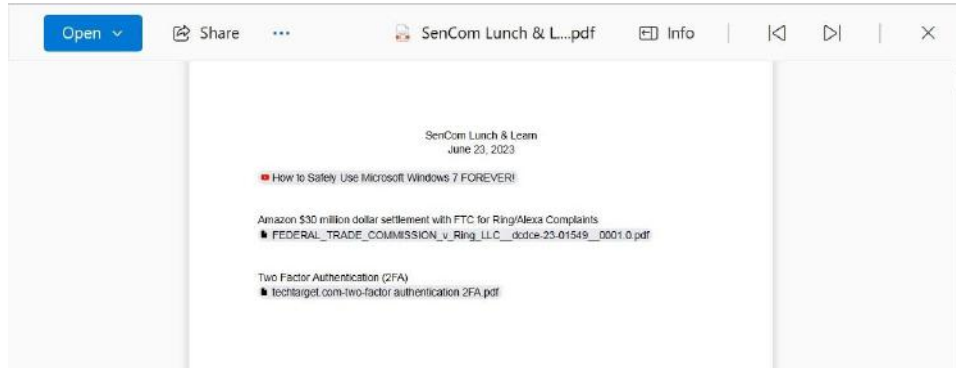 Open
Share
SenCom Lunch & L...pdf
Info
SenCom Lunch & Learn
June 23, 2023
How to Safely Use Microsoft Windows 7 FOREVER!
Amazon $30 million dollar settlement with FTC for Ring/Alexa Complaints
FEDERAL_TRADE_COMMISSION_v_Ring_LLC__dcdce-23-01549__0001.0.pdf
Two Factor Authentication (2FA)
techtarget.com-two-factor authentication 2FA.pdf